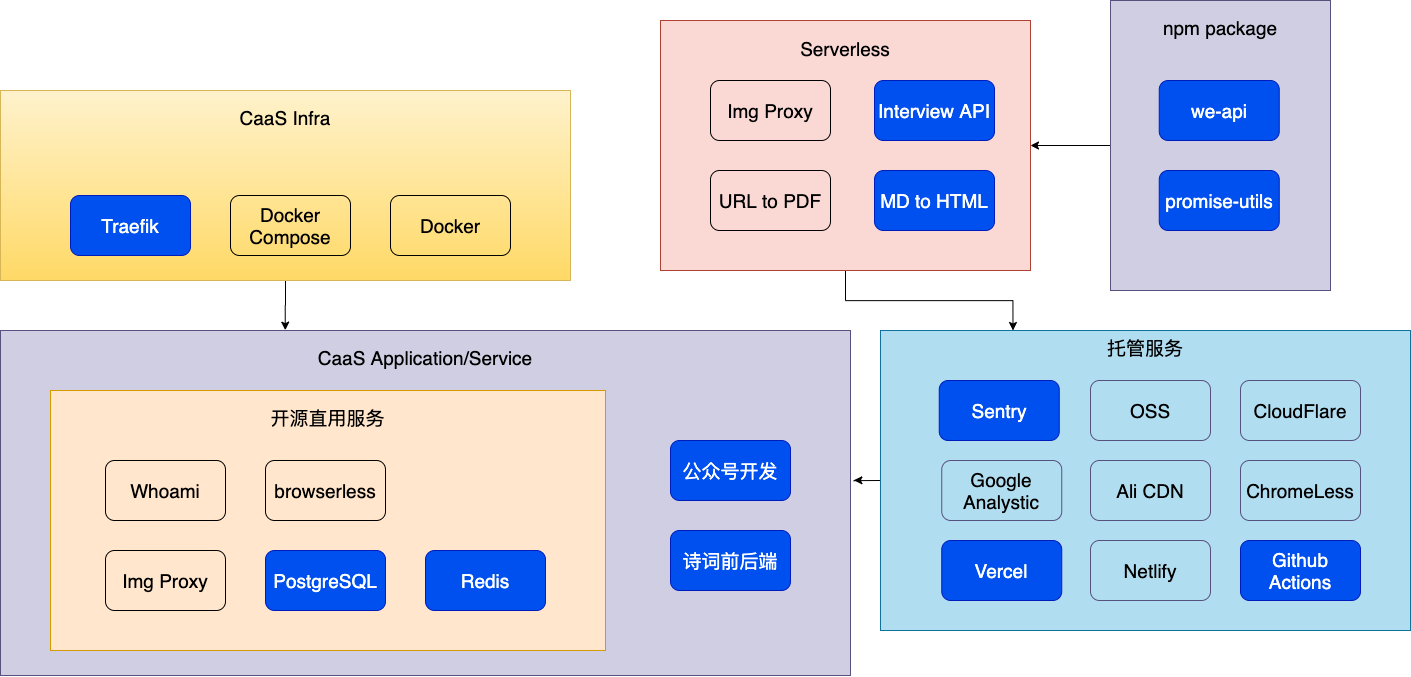 CaaS Infra
Traefik
Docker
Compose
Docker
Serverless
Img Proxy
Interview API
URL to PDF
MD to HTML
npm package
we-api
promise-utils
CaaS Application/Service
开源直用服务
Whoami
browserless
Img Proxy
PostgreSQL
Redis
公众号开发
诗词前后端
托管服务
Sentry
OSS
CloudFlare
Google
Analystic
Ali CDN
ChromeLess
Vercel
Netlify
Github
Actions